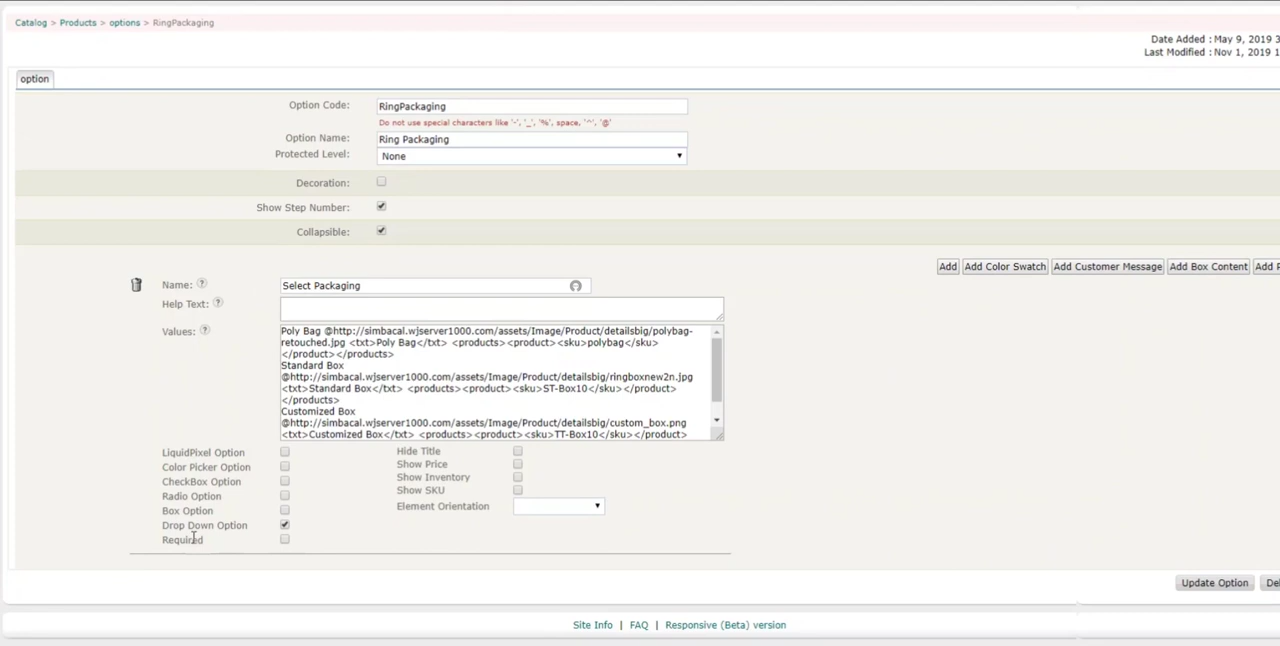 Catalog > Products > options > RingPackaging
Date Added : May 9, 2019 3
Last Modified : Nov 1, 2019 1
option
Option Code: RingPackaging
Do not use special characters like '-', '_', '%', space, '^', '@'
Option Name: Ring Packaging
Protected Level: None
Decoration:
Show Step Number:
Collapsible:
Add Add Color Swatch Add Customer Message Add Box Content Add P
Name: ? Select Packaging
Help Text: ?
Values: ?
Poly Bag @http://simbacal.wjserver1000.com/assets/Image/Product/detailsbig/polybag-
retouched.jpg <txt>Poly Bag</txt> <products><product><sku>polybag</sku>
</product></products>
Standard Box
@http://simbacal.wjserver1000.com/assets/Image/Product/detailsbig/ringboxnew2n.jpg
<txt>Standard Box</txt> <products><product><sku>ST-Box10</sku></product>
</products>
Customized Box
@http://simbacal.wjserver1000.com/assets/Image/Product/detailsbig/custom_box.png
<txt>Customized Box</txt> <products><product><sku>TT-Box10</sku></product>
LiquidPixel Option
Color Picker Option
CheckBox Option
Radio Option
Box Option
Drop Down Option
Required
Hide Title
Show Price
Show Inventory
Show SKU
Element Orientation
Update Option De
Site Info | FAQ | Responsive (Beta) version